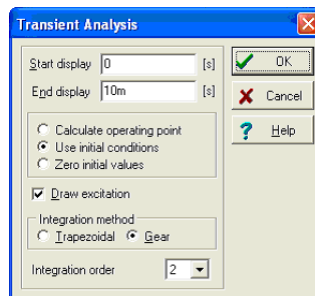 Transient Analysis
Start display 0 [s]
End display 10m [s]
Calculate operating point
Use initial conditions
Zero initial values
Draw excitation
Integration method
Trapezoidal Gear
Integration order 2
OK
Cancel
? Help